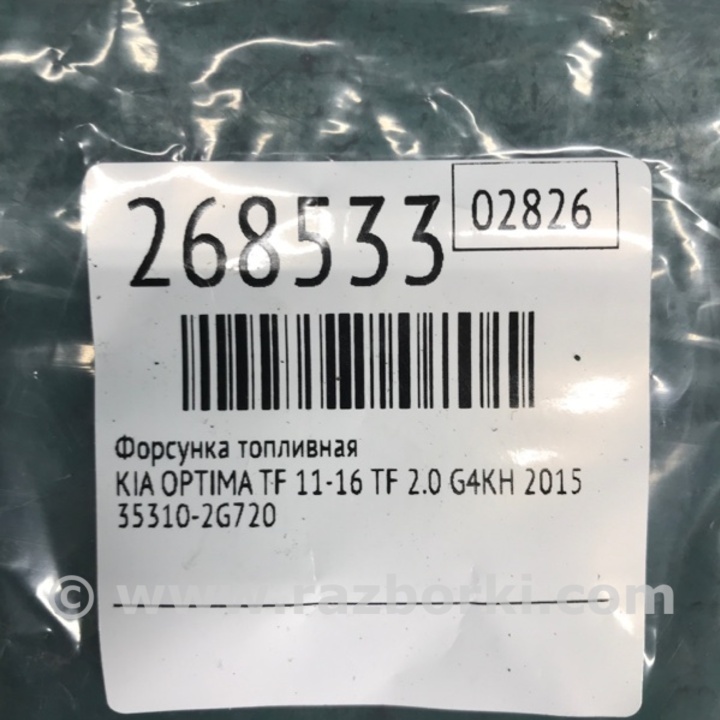 268533
02826
Форсунка топливная
KIA OPTIMA TF 11-16 TF 2.0 G4KH 2015
35310-2G720
© www.razborki.com